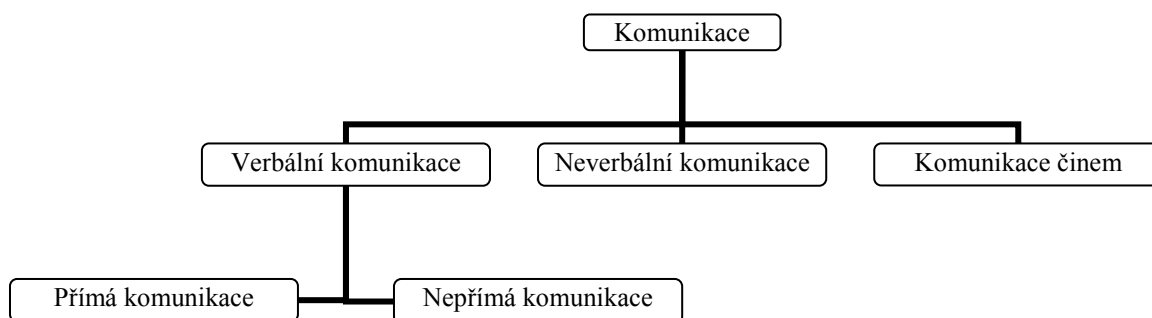 Komunikace
Verbální komunikace
Neverbální komunikace
Komunikace činem
Přímá komunikace
Nepřímá komunikace